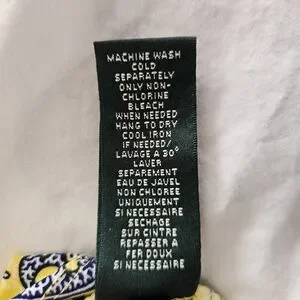 MACHINE WASH
COLD
SEPARATELY
ONLY NON-
CHLORINE
BLEACH
WHEN NEEDED
HANG TO DRY
COOL IRON
IF NEEDED/
LAVAGE A 30°
LAVER
SEPAREMENT
EAU DE JAVEL
NON CHLOREE
UNIQUEMENT
SI NECESSAIRE
SECHAGE
SUR CINTRE
REPASSER A
FER DOUX
SI NECESSAIRE